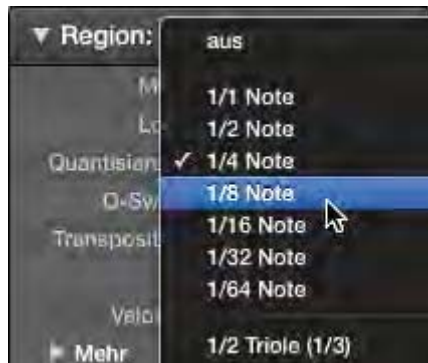 ▼ Region:
aus
1/1 Note
1/2 Note
Quantisier ✓ 1/4 Note
1/8 Note
1/16 Note
Transposit
1/32 Note
1/64 Note
1/2 Triole (1/3)
▶ Mehr